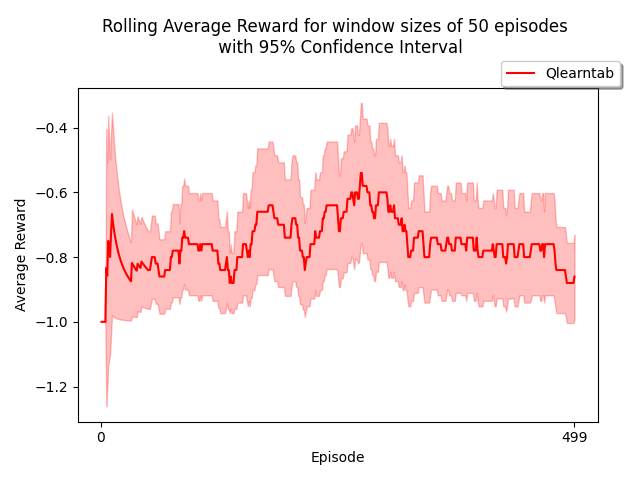 Rolling Average Reward for window sizes of 50 episodes
with 95% Confidence Interval
Qlearntab
Average Reward
−0.4
−0.6
−0.8
−1.0
−1.2
0
499
Episode